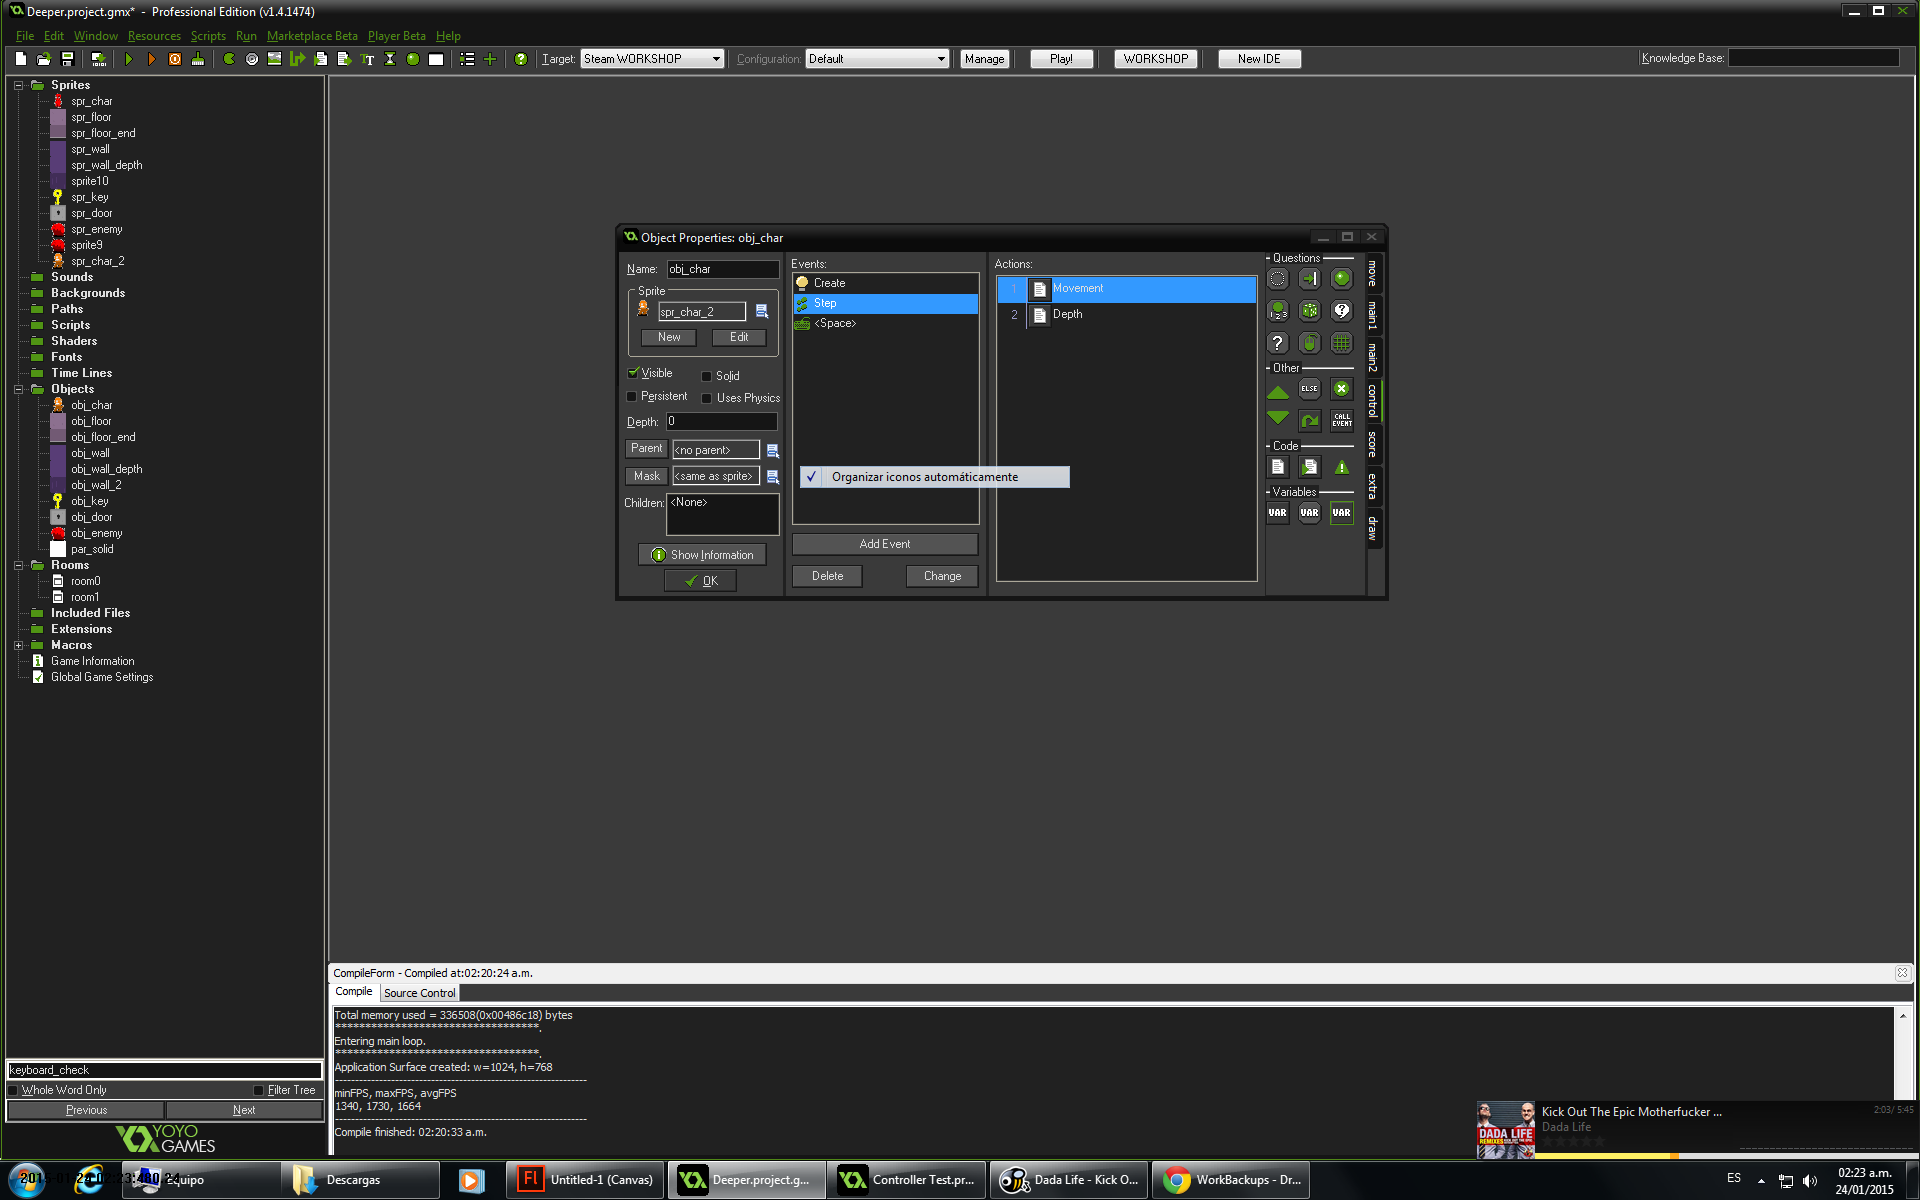 Deeper.project.gmx* - Professional Edition (v1.4.1474)
File Edit Window Resources Scripts Run Marketplace Beta Player Beta Help
Target: Steam WORKSHOP Configuration: Default Manage Play! WORKSHOP New IDE Knowledge Base:
Sprites
spr_char
spr_floor
spr_floor_end
spr_wall
spr_wall_depth
sprite10
spr_key
spr_door
spr_enemy
sprite9
spr_char_2
Sounds
Backgrounds
Paths
Scripts
Shaders
Fonts
Time Lines
Objects
obj_char
obj_floor
obj_floor_end
obj_wall
obj_wall_depth
obj_wall_2
obj_key
obj_door
obj_enemy
par_solid
Rooms
room0
room1
Included Files
Extensions
Macros
Game Information
Global Game Settings
keyboard_check
Whole Word Only Filter Tree
Previous Next
YOYO
GAMES
Object Properties: obj_char
Name: obj_char
Sprite
spr_char_2
New Edit
Visible Solid
Persistent Uses Physics
Depth: 0
Parent <no parent>
Mask <same as sprite>
Children: <None>
Show Information
OK
Events:
Create
Step
<Space>
Organizar iconos automáticamente
Add Event
Delete Change
Actions:
1 Movement
2 Depth
Questions
Other
ELSE
CALL EVENT
Code
Variables
VAR VAR VAR
move
main1
main2
control
score
extra
draw
CompileForm - Compiled at:02:20:24 a.m.
Compile Source Control
Total memory used = 336508(0x00486c18) bytes
**********************************.
Entering main loop.
**********************************.
Application Surface created: w=1024, h=768
minFPS, maxFPS, avgFPS
1340, 1730, 1664
Compile finished: 02:20:33 a.m.
DADA LIFE
REMIXES
Kick Out The Epic Motherfucker ...
Dada Life
2:03/ 5:45
Equipo
Descargas
Untitled-1 (Canvas)
Deeper.project.g...
Controller Test.pr...
Dada Life - Kick O...
WorkBackups - Dr...
ES
02:23 a.m.
24/01/2015